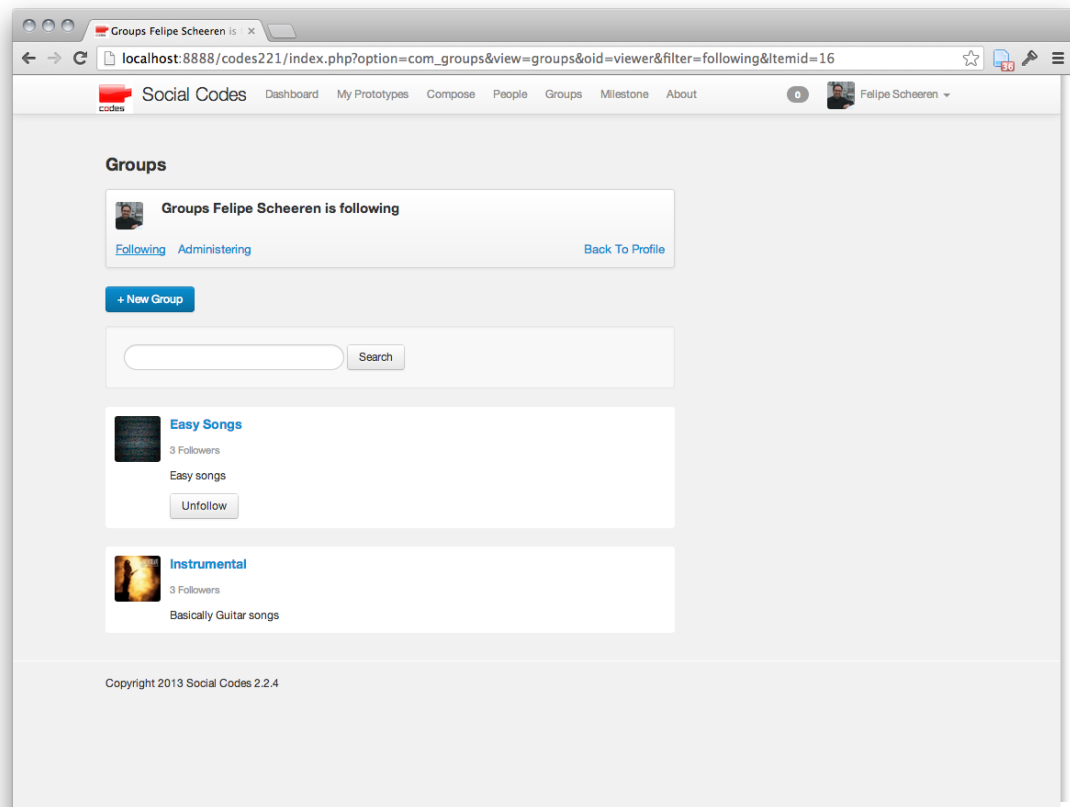 Groups Felipe Scheeren is
localhost:8888/codes221/index.php?option=com_groups&view=groups&oid=viewer&filter=following&Itemid=16
36
codes
Social Codes Dashboard My Prototypes Compose People Groups Milestone About 0 Felipe Scheeren
Groups
Groups Felipe Scheeren is following
Following Administering Back To Profile
+ New Group
Search
Easy Songs
3 Followers
Easy songs
Unfollow
Instrumental
3 Followers
Basically Guitar songs
Copyright 2013 Social Codes 2.2.4